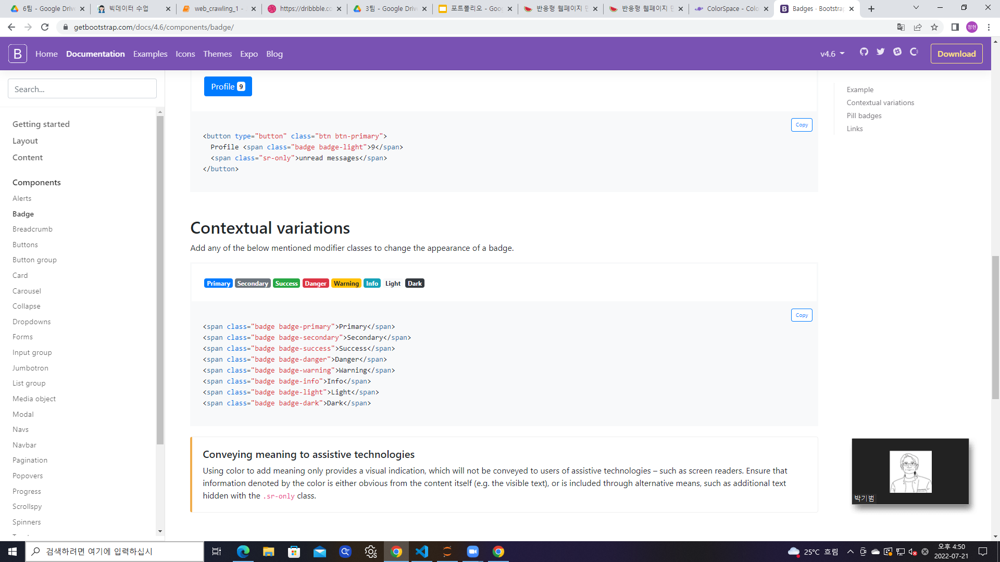 6팀 - Google Drive
빅데이터 수업
web_crawling_1 -
https://dribbble.co
3팀 - Google Drive
포트폴리오 - Goog
반응형 웹페이지 만
반응형 웹페이지 만
ColorSpace - Colo
Badges · Bootstrap
getbootstrap.com/docs/4.6/components/badge/
정현
B Home Documentation Examples Icons Themes Expo Blog
v4.6
Download
Search...
Getting started
Layout
Content
Components
Alerts
Badge
Breadcrumb
Buttons
Button group
Card
Carousel
Collapse
Dropdowns
Forms
Input group
Jumbotron
List group
Media object
Modal
Navs
Navbar
Pagination
Popovers
Progress
Scrollspy
Spinners
Profile 9
Copy
<button type="button" class="btn btn-primary">
Profile <span class="badge badge-light">9</span>
<span class="sr-only">unread messages</span>
</button>
Contextual variations
Add any of the below mentioned modifier classes to change the appearance of a badge.
Primary Secondary Success Danger Warning Info Light Dark
Copy
<span class="badge badge-primary">Primary</span>
<span class="badge badge-secondary">Secondary</span>
<span class="badge badge-success">Success</span>
<span class="badge badge-danger">Danger</span>
<span class="badge badge-warning">Warning</span>
<span class="badge badge-info">Info</span>
<span class="badge badge-light">Light</span>
<span class="badge badge-dark">Dark</span>
Conveying meaning to assistive technologies
Using color to add meaning only provides a visual indication, which will not be conveyed to users of assistive technologies – such as screen readers. Ensure that
information denoted by the color is either obvious from the content itself (e.g. the visible text), or is included through alternative means, such as additional text
hidden with the .sr-only class.
Example
Contextual variations
Pill badges
Links
박기범
검색하려면 여기에 입력하십시
25°C 흐림
오후 4:50
2022-07-21